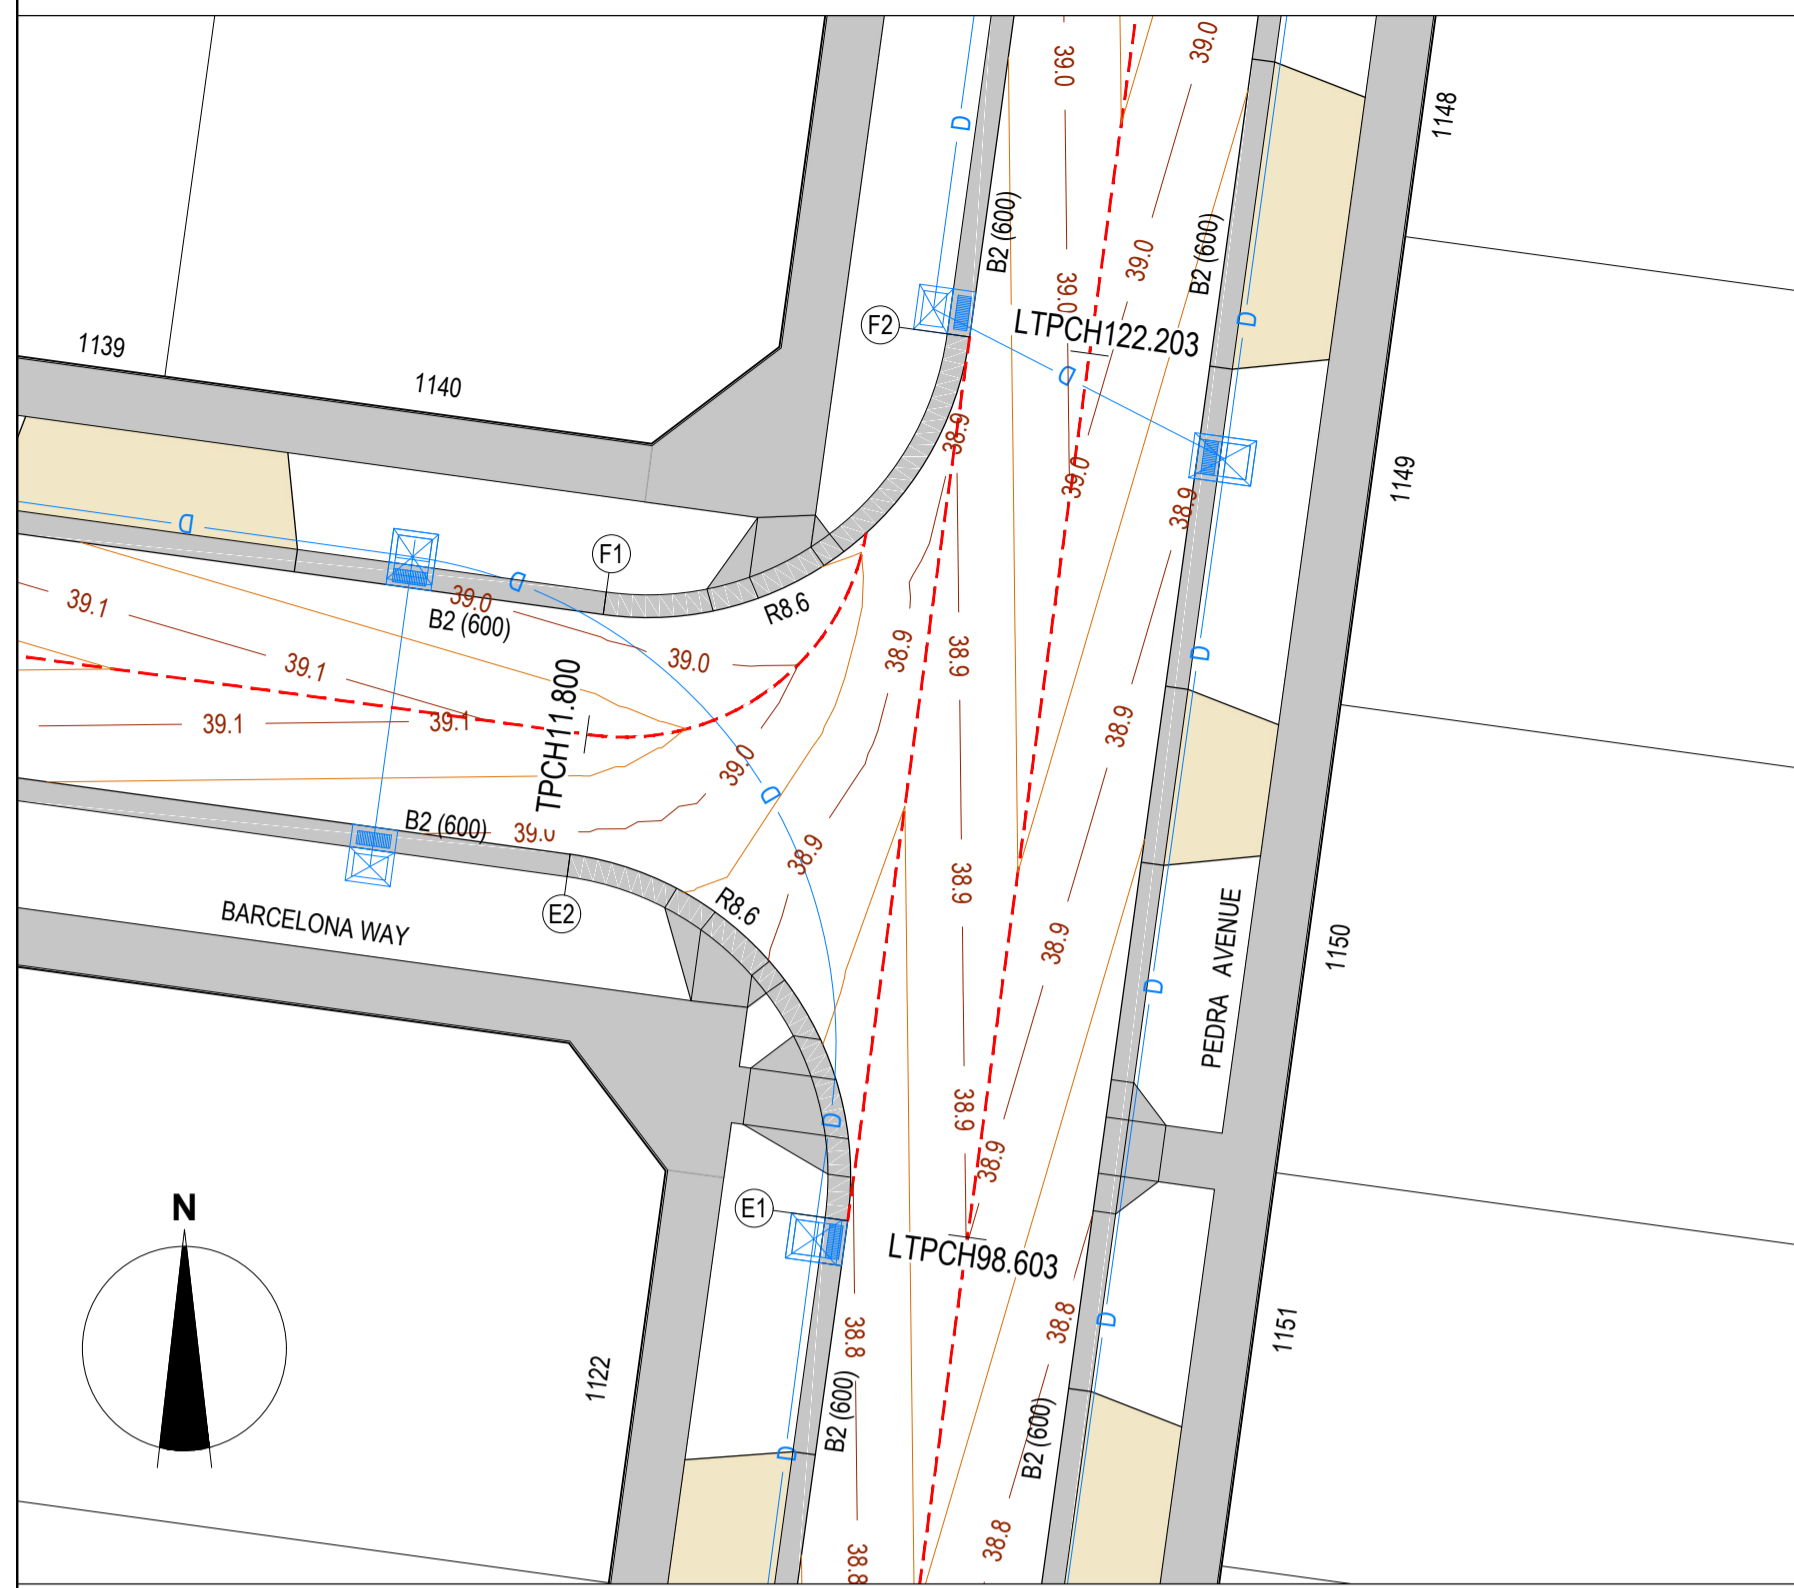 39.0
39.0
1148
D
B2 (600)
B2 (600)
39.0
39.0
F2
LTPCH122.203
D
D
1139
1140
38.9
39.0
1149
38.9
D
F1
D
39.0
B2 (600)
R8.6
39.1
39.1
39.0
38.9
38.9
D
39.1
39.1
TPCH11.800
39.0
D
38.9
B2 (600)
39.0
38.9
38.9
R8.6
E2
BARCELONA WAY
38.9
PEDRA AVENUE
1150
D
D
38.9
38.9
E1
N
LTPCH98.603
38.8
38.8
D
1151
1122
B2 (600)
B2 (600)
D
38.8
38.8